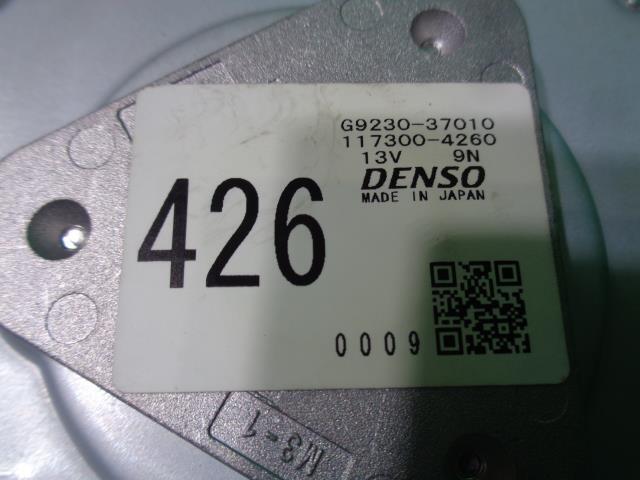 G9230-37010
117300-4260
13V 9N
DENSO
MADE IN JAPAN
426
0009
M3-1